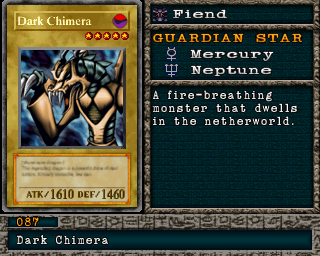 Dark Chimera
ATK/1610 DEF/1460
Fiend
GUARDIAN STAR
Mercury
Neptune
A fire-breathing
monster that dwells
in the netherworld.
087
Dark Chimera